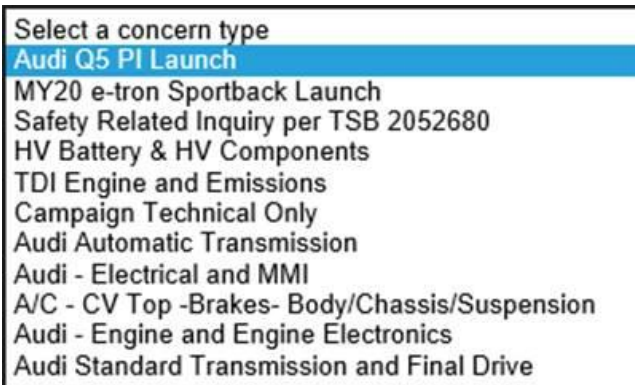 Select a concern type
Audi Q5 PI Launch
MY20 e-tron Sportback Launch
Safety Related Inquiry per TSB 2052680
HV Battery & HV Components
TDI Engine and Emissions
Campaign Technical Only
Audi Automatic Transmission
Audi - Electrical and MMI
A/C - CV Top -Brakes- Body/Chassis/Suspension
Audi - Engine and Engine Electronics
Audi Standard Transmission and Final Drive